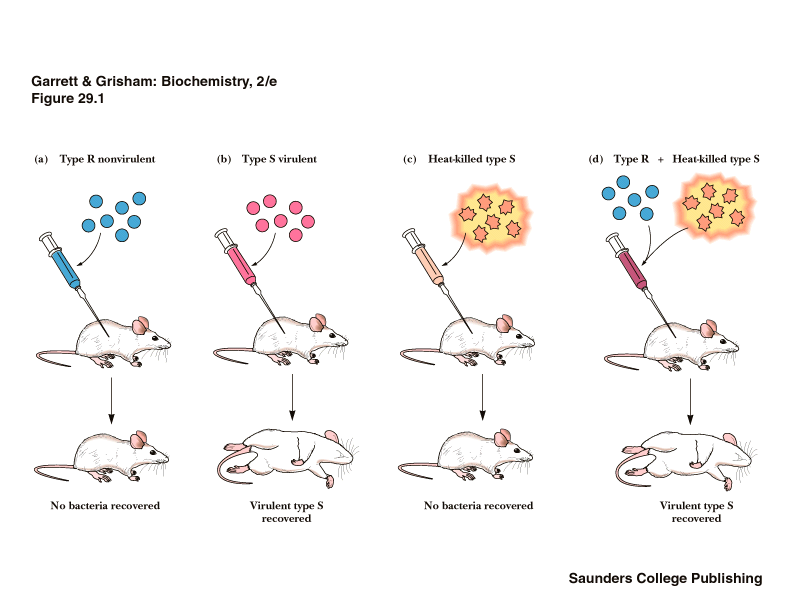 Garrett & Grisham: Biochemistry, 2/e
Figure 29.1
(a) Type R nonvirulent
(b) Type S virulent
(c) Heat-killed type S
(d) Type R + Heat-killed type S
No bacteria recovered
Virulent type S
recovered
No bacteria recovered
Virulent type S
recovered
Saunders College Publishing